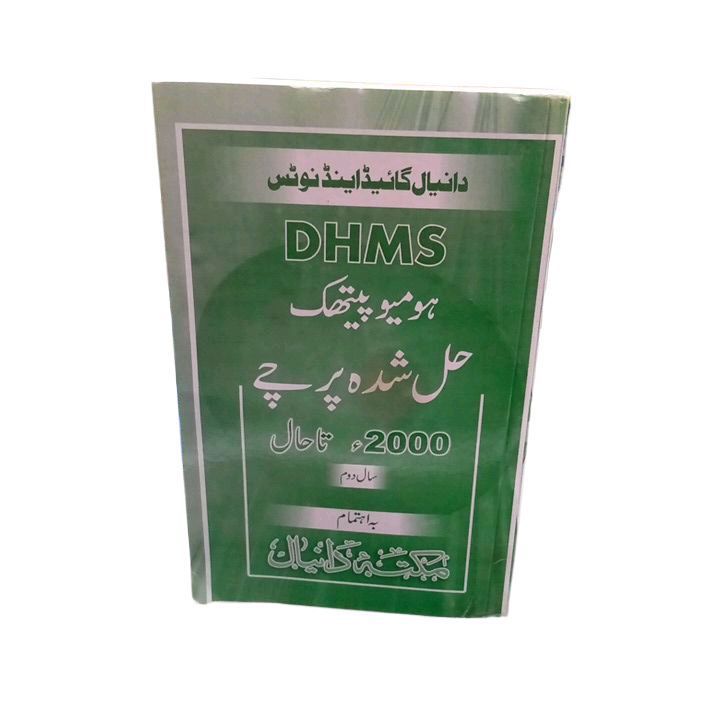 دانیال گائیڈ اینڈ نوٹس
DHMS
ہومیو پیتھک
حل شدہ پرچے
2000ء تا حال
سال دوم
بہ اہتمام
مکتبہ دانیال